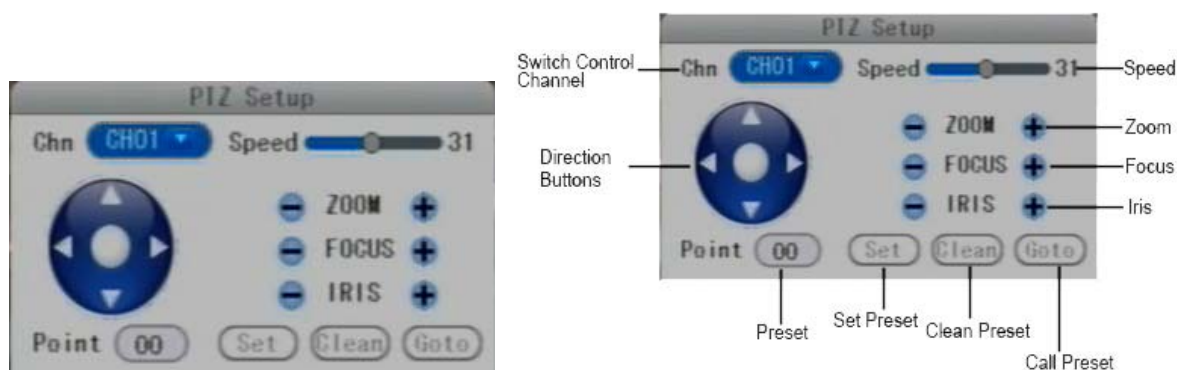 PTZ Setup
Chn CH01 Speed 31
ZOOM
FOCUS
IRIS
Point 00 Set Clean Goto
PTZ Setup
Switch Control
Channel
Chn CH01 Speed 31 Speed
ZOOM Zoom
Direction
Buttons
FOCUS Focus
IRIS Iris
Point 00 Set Clean Goto
Preset
Set Preset
Clean Preset
Call Preset